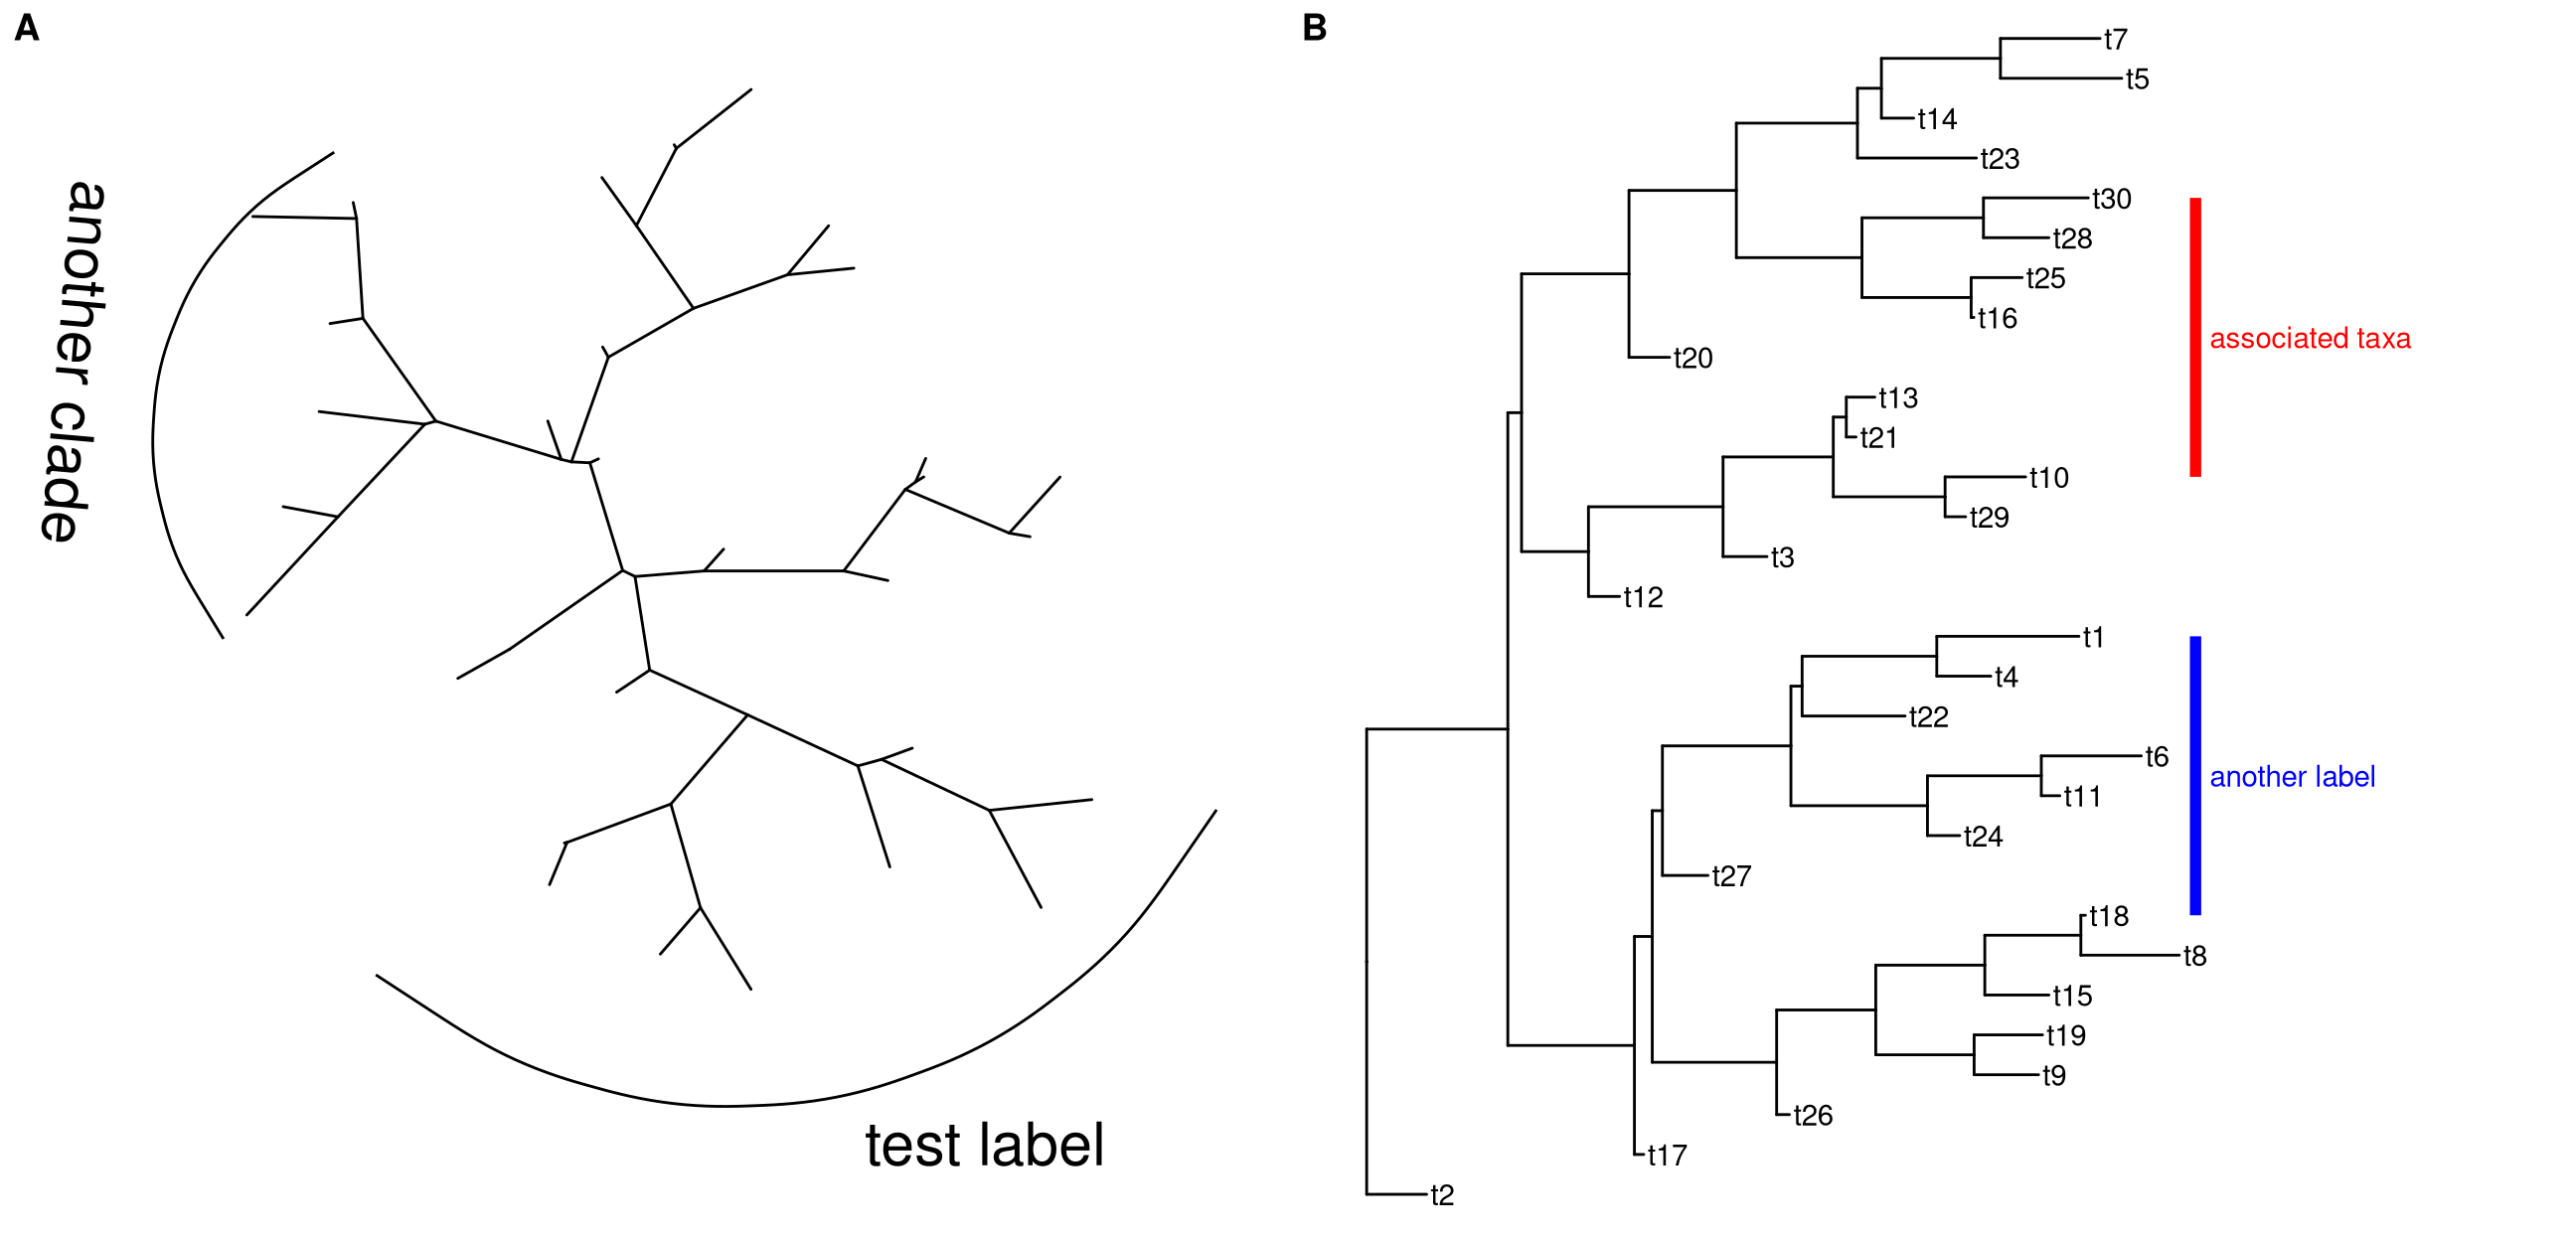 A
another clade
test label
B
t7
t5
t14
t23
t30
t28
t25
t16
associated taxa
t20
t13
t21
t10
t29
t3
t12
t1
t4
t22
t6
another label
t11
t24
t27
t18
t8
t15
t19
t9
t26
t17
t2